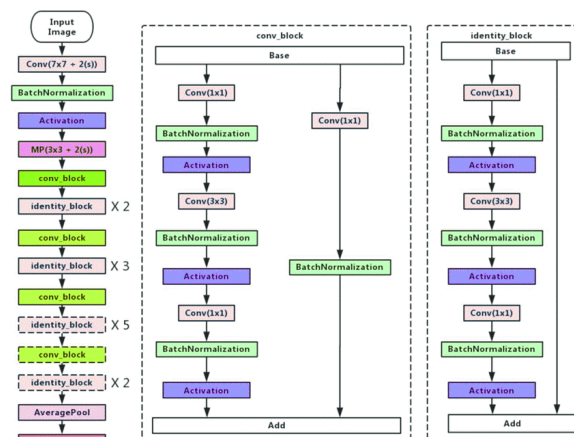 Input
Image
Conv(7x7 + 2(s))
BatchNormalization
Activation
MP(3x3 + 2(s))
conv_block
identity_block X 2
conv_block
identity_block X 3
conv_block
identity_block X 5
conv_block
identity_block X 2
AveragePool
conv_block
Base
Conv(1x1)
BatchNormalization
Activation
Conv(3x3)
BatchNormalization
Activation
Conv(1x1)
BatchNormalization
Activation
Conv(1x1)
BatchNormalization
Add
identity_block
Base
Conv(1x1)
BatchNormalization
Activation
Conv(3x3)
BatchNormalization
Activation
Conv(1x1)
BatchNormalization
Activation
Add